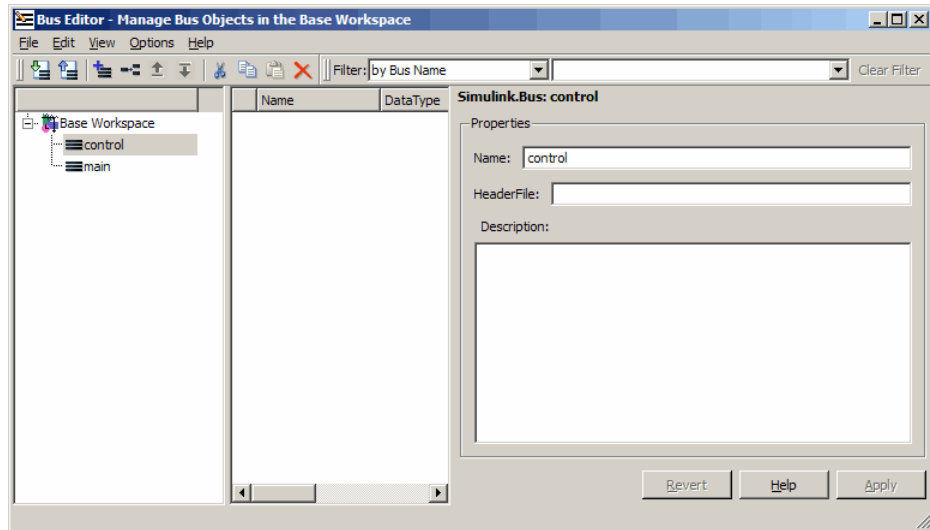 Bus Editor - Manage Bus Objects in the Base Workspace
File Edit View Options Help
Filter: by Bus Name Clear Filter
Name DataType
Base Workspace
control
main
Simulink.Bus: control
Properties
Name: control
HeaderFile:
Description:
Revert Help Apply